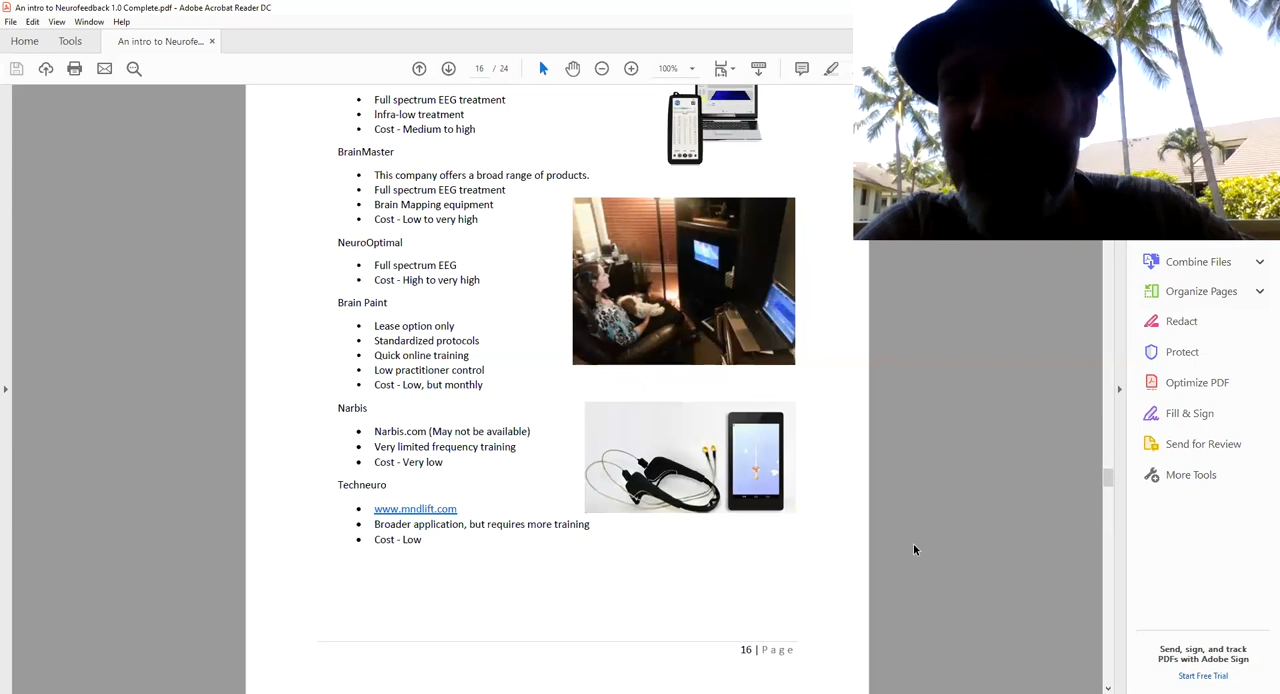 An intro to Neurofeedback 1.0 Complete.pdf - Adobe Acrobat Reader DC
File Edit View Window Help
Home Tools An intro to Neurofe... ×
16 / 24 100%
• Full spectrum EEG treatment
• Infra-low treatment
• Cost - Medium to high
BrainMaster
• This company offers a broad range of products.
• Full spectrum EEG treatment
• Brain Mapping equipment
• Cost - Low to very high
NeuroOptimal
• Full spectrum EEG
• Cost - High to very high
Brain Paint
• Lease option only
• Standardized protocols
• Quick online training
• Low practitioner control
• Cost - Low, but monthly
Narbis
• Narbis.com (May not be available)
• Very limited frequency training
• Cost - Very low
Techneuro
• www.mndlift.com
• Broader application, but requires more training
• Cost - Low
16 | Page
Combine Files
Organize Pages
Redact
Protect
Optimize PDF
Fill & Sign
Send for Review
More Tools
Send, sign, and track
PDFs with Adobe Sign
Start Free Trial